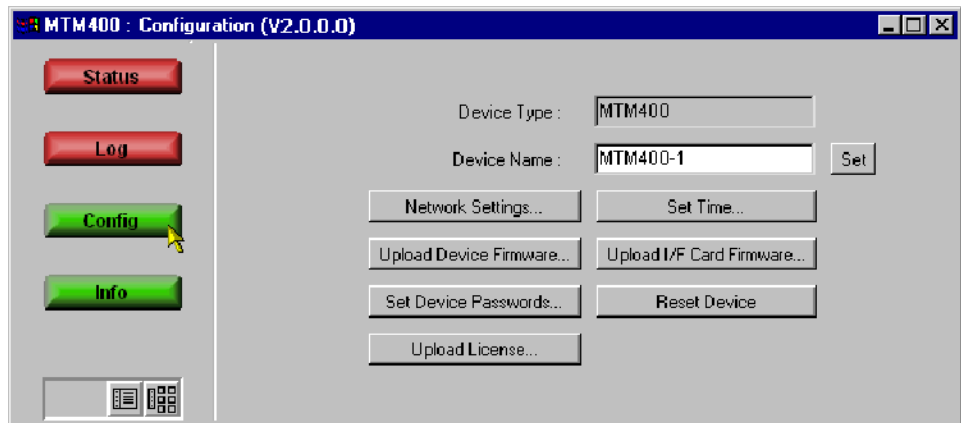 MTM400 : Configuration (V2.0.0.0)
Status
Log
Config
Info
Device Type : MTM400
Device Name : MTM400-1 Set
Network Settings... Set Time...
Upload Device Firmware... Upload I/F Card Firmware...
Set Device Passwords... Reset Device
Upload License...